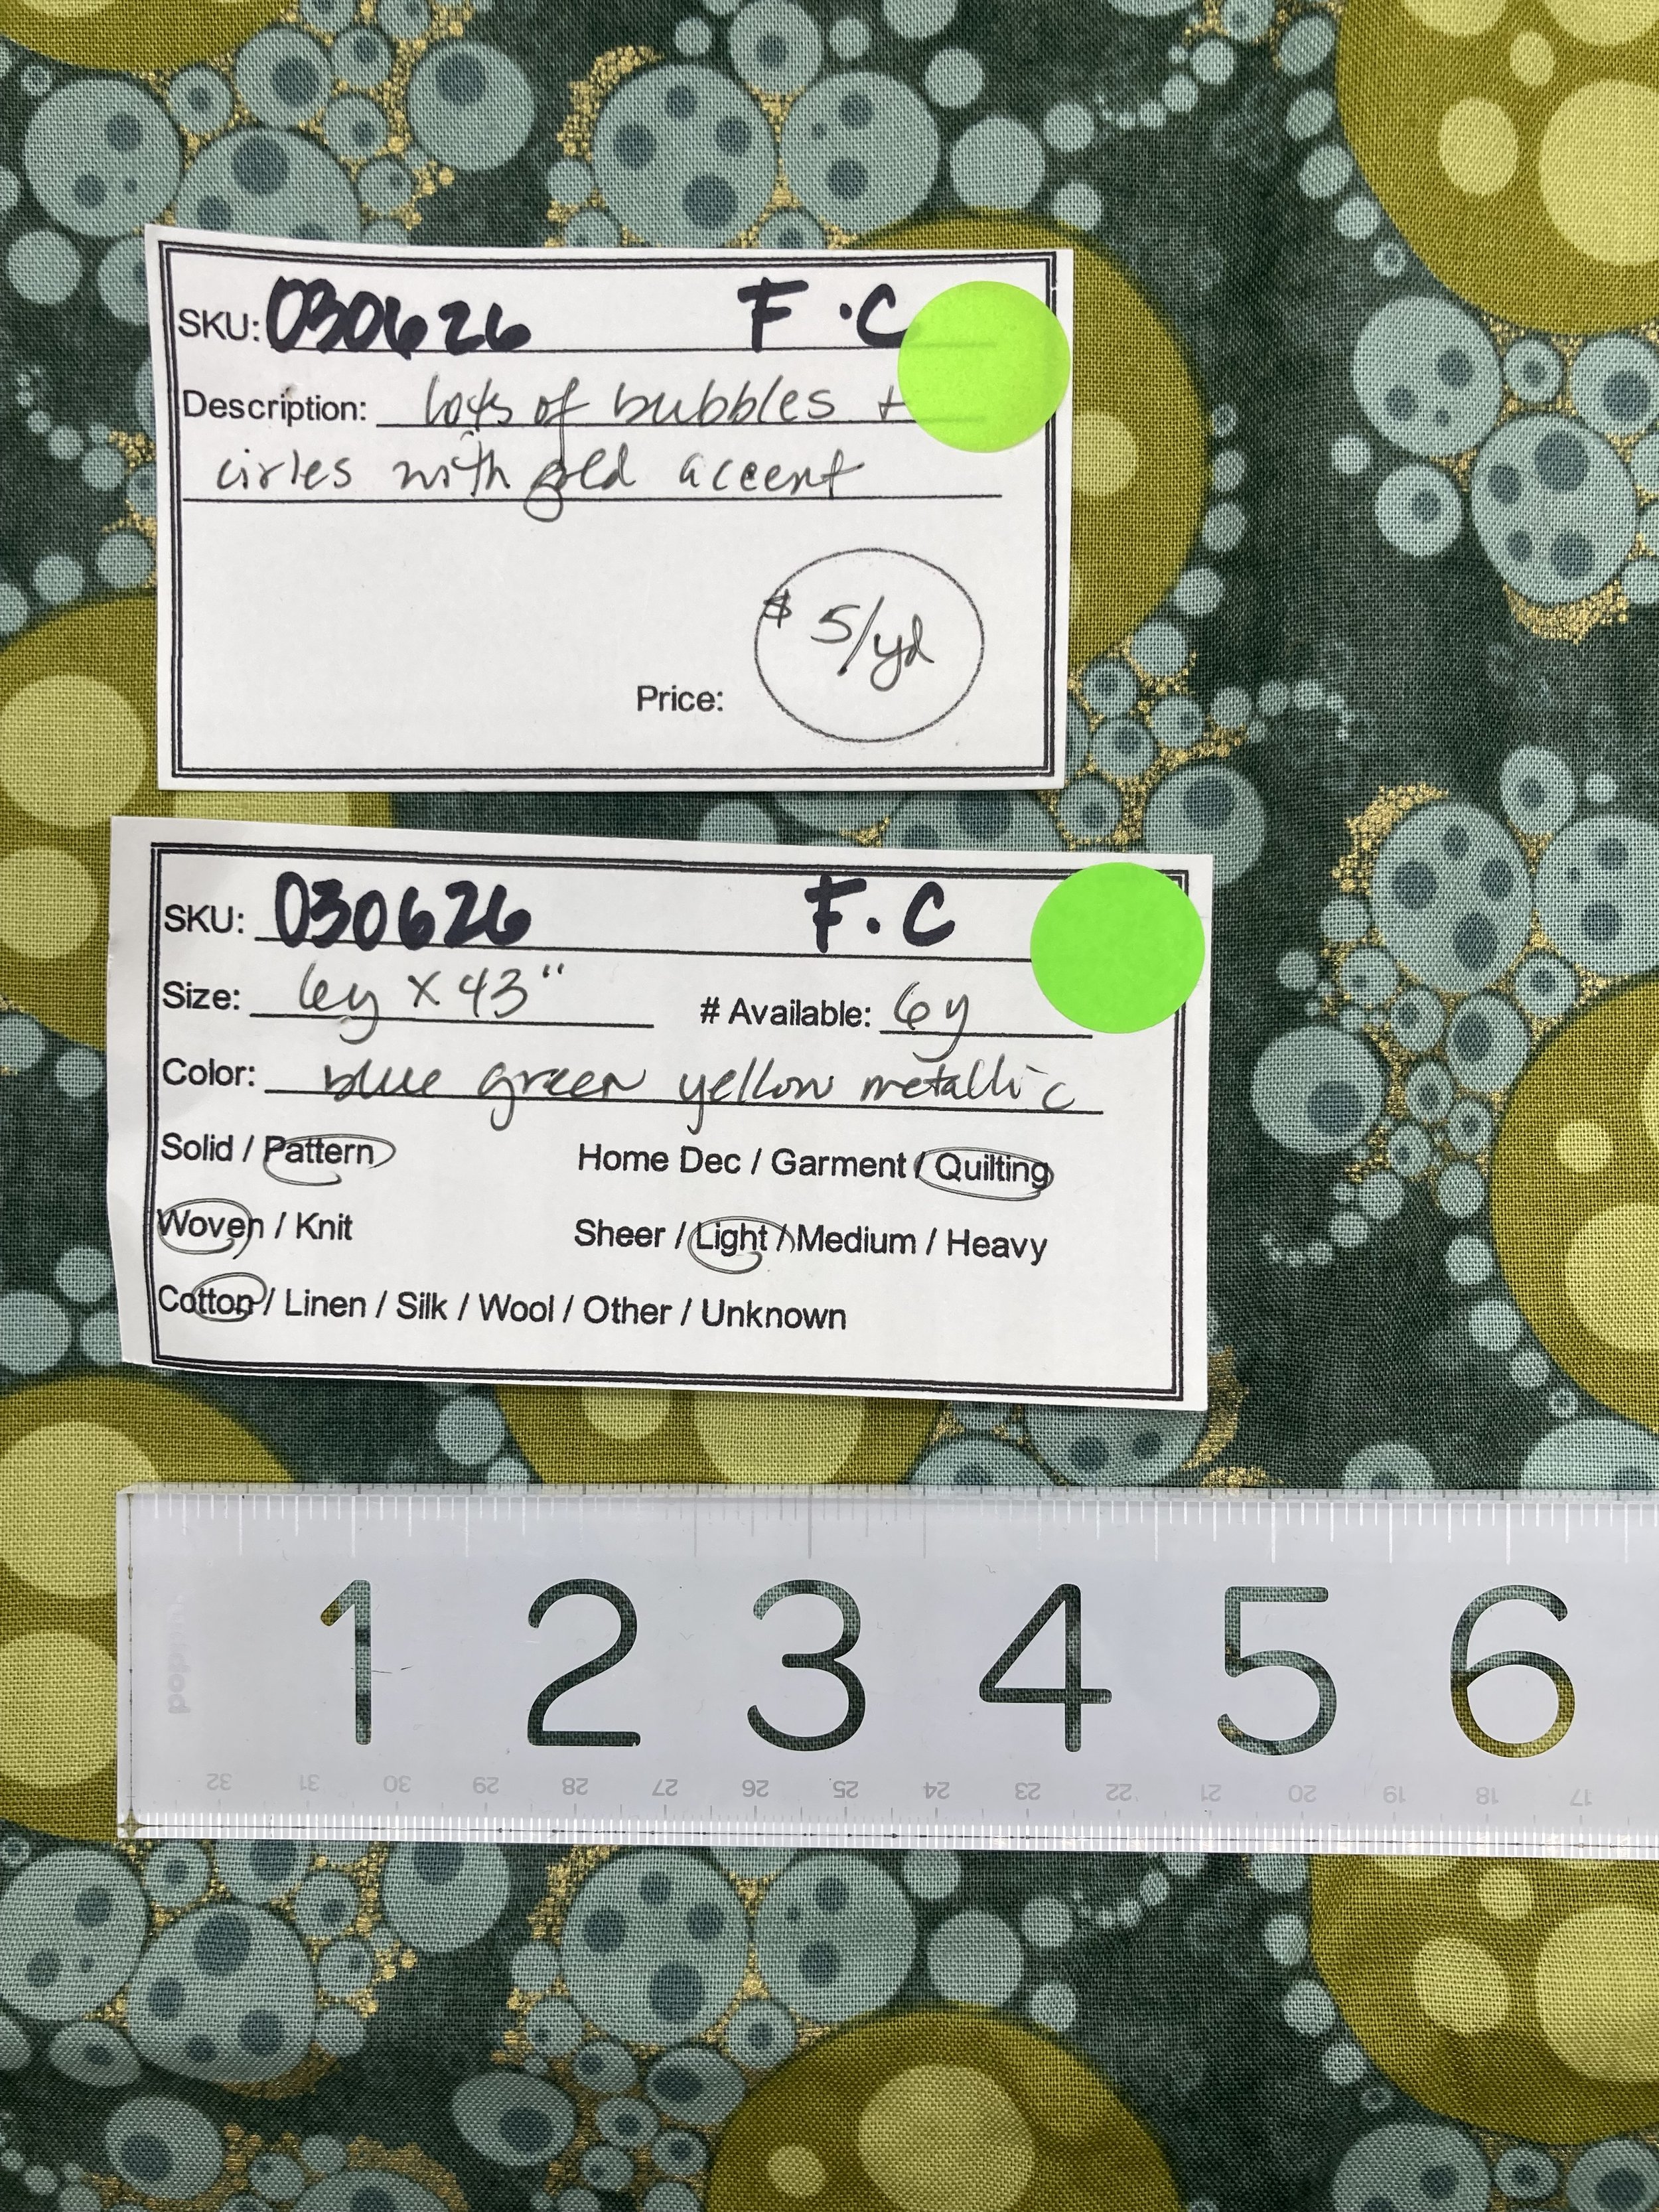 SKU: 030626 F.C
Description: lots of bubbles +
cirles with gold accent
$ 5/yd
Price:
SKU: 030626 F.C
Size: 6y x 43" # Available: 6y
Color: blue green yellow metallic
Solid / Pattern Home Dec / Garment / Quilting
Woven / Knit Sheer / Light / Medium / Heavy
Cotton / Linen / Silk / Wool / Other / Unknown
1 2 3 4 5 6
32 31 30 29 28 27 26 25 24 23 22 21 20 19 18 17